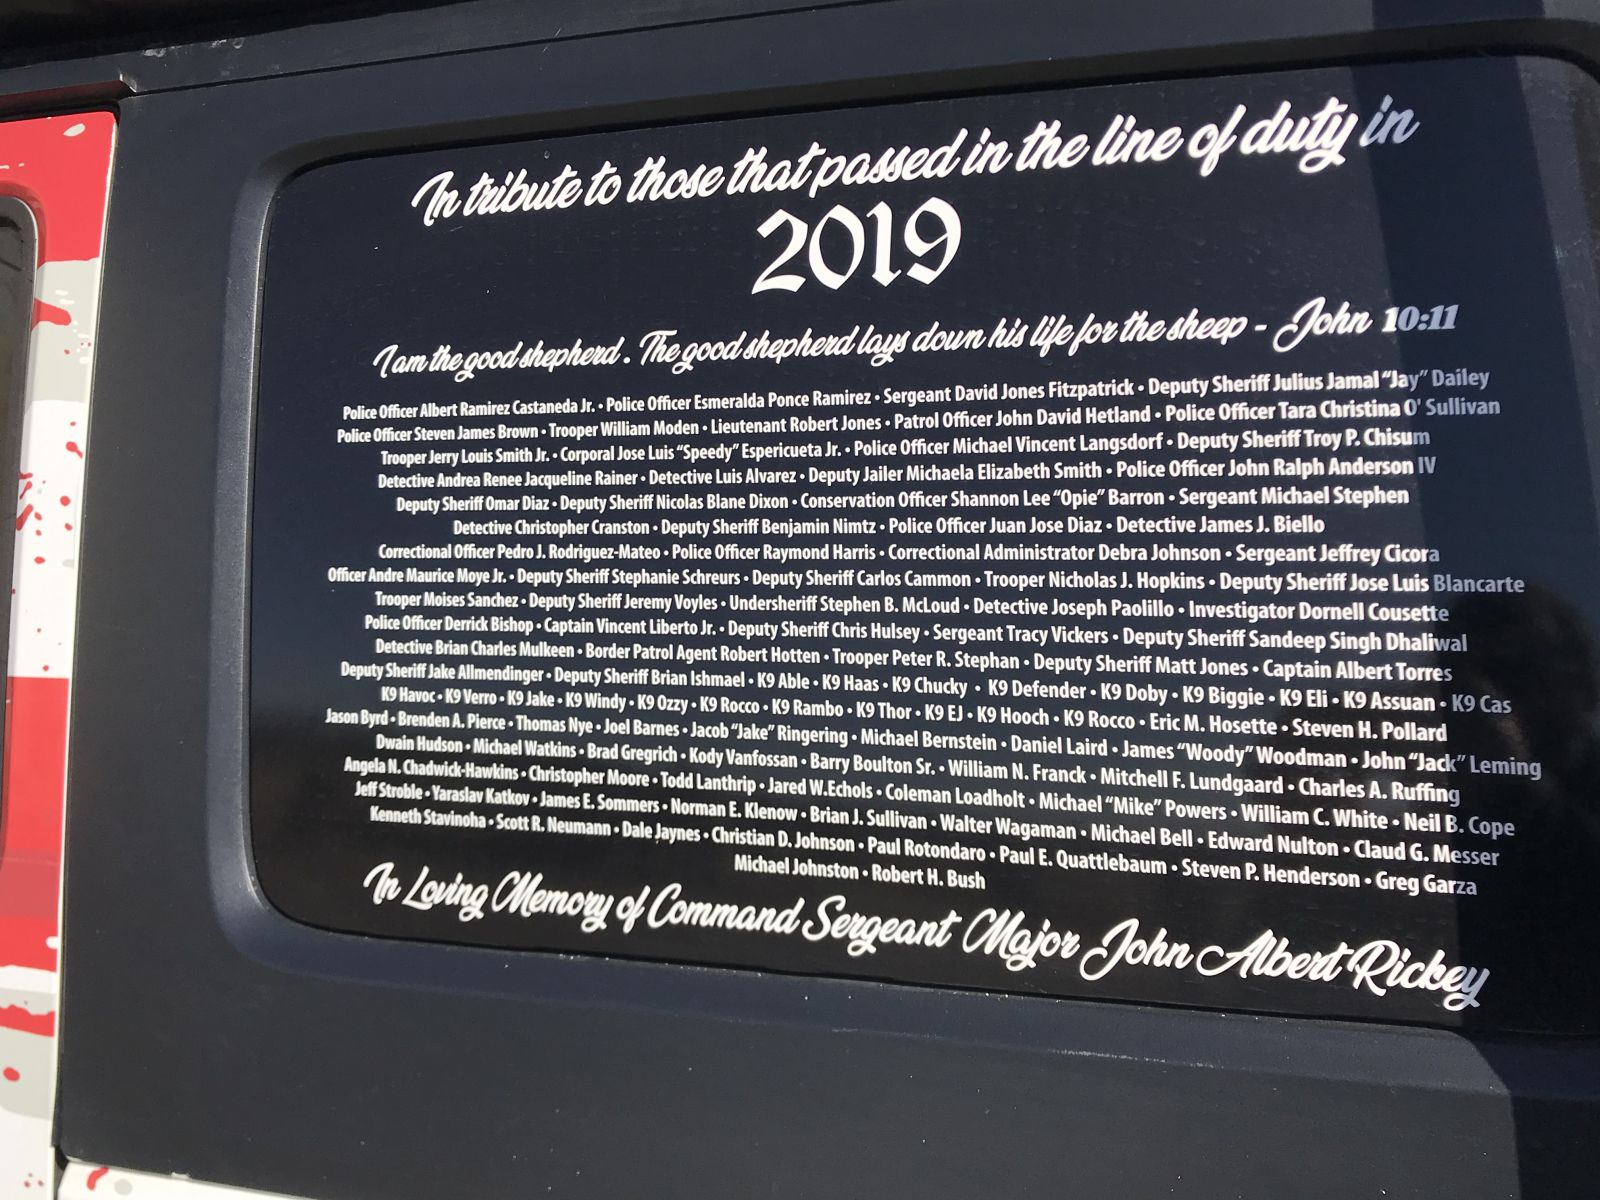 In tribute to those that passed in the line of duty in
2019
I am the good shepherd. The good shepherd lays down his life for the sheep - John 10:11
Police Officer Albert Ramirez Castaneda Jr. • Police Officer Esmeralda Ponce Ramirez • Sergeant David Jones Fitzpatrick • Deputy Sheriff Julius Jamal “Jay” Dailey
Police Officer Steven James Brown • Trooper William Moden • Lieutenant Robert Jones • Patrol Officer John David Hetland • Police Officer Tara Christina O' Sullivan
Trooper Jerry Louis Smith Jr. • Corporal Jose Luis “Speedy” Espericueta Jr. • Police Officer Michael Vincent Langsdorf • Deputy Sheriff Troy P. Chisum
Detective Andrea Renee Jacqueline Rainer • Detective Luis Alvarez • Deputy Jailer Michaela Elizabeth Smith • Police Officer John Ralph Anderson IV
Deputy Sheriff Omar Diaz • Deputy Sheriff Nicolas Blane Dixon • Conservation Officer Shannon Lee “Opie” Barron • Sergeant Michael Stephen
Detective Christopher Cranston • Deputy Sheriff Benjamin Nimtz • Police Officer Juan Jose Diaz • Detective James J. Biello
Correctional Officer Pedro J. Rodriguez-Mateo • Police Officer Raymond Harris • Correctional Administrator Debra Johnson • Sergeant Jeffrey Cicora
Officer Andre Maurice Moye Jr. • Deputy Sheriff Stephanie Schreurs • Deputy Sheriff Carlos Cammon • Trooper Nicholas J. Hopkins • Deputy Sheriff Jose Luis Blancarte
Trooper Moises Sanchez • Deputy Sheriff Jeremy Voyles • Undersheriff Stephen B. McLoud • Detective Joseph Paolillo • Investigator Dornell Cousette
Police Officer Derrick Bishop • Captain Vincent Liberto Jr. • Deputy Sheriff Chris Hulsey • Sergeant Tracy Vickers • Deputy Sheriff Sandeep Singh Dhaliwal
Detective Brian Charles Mulkeen • Border Patrol Agent Robert Hotten • Trooper Peter R. Stephan • Deputy Sheriff Matt Jones • Captain Albert Torres
Deputy Sheriff Jake Allmendinger • Deputy Sheriff Brian Ishmael • K9 Able • K9 Haas • K9 Chucky • K9 Defender • K9 Doby • K9 Biggie • K9 Eli • K9 Assuan • K9 Cas
K9 Havoc • K9 Verro • K9 Jake • K9 Windy • K9 Ozzy • K9 Rocco • K9 Rambo • K9 Thor • K9 EJ • K9 Hooch • K9 Rocco • Eric M. Hosette • Steven H. Pollard
Jason Byrd • Brenden A. Pierce • Thomas Nye • Joel Barnes • Jacob “Jake” Ringering • Michael Bernstein • Daniel Laird • James “Woody” Woodman • John “Jack” Leming
Dwain Hudson • Michael Watkins • Brad Gregrich • Kody Vanfossan • Barry Boulton Sr. • William N. Franck • Mitchell F. Lundgaard • Charles A. Ruffing
Angela N. Chadwick-Hawkins • Christopher Moore • Todd Lanthrip • Jared W.Echols • Coleman Loadholt • Michael “Mike” Powers • William C. White • Neil B. Cope
Jeff Stroble • Yaraslav Katkov • James E. Sommers • Norman E. Klenow • Brian J. Sullivan • Walter Wagaman • Michael Bell • Edward Nulton • Claud G. Messer
Kenneth Stavinoha • Scott R. Neumann • Dale Jaynes • Christian D. Johnson • Paul Rotondaro • Paul E. Quattlebaum • Steven P. Henderson • Greg Garza
Michael Johnston • Robert H. Bush
In Loving Memory of Command Sergeant Major John Albert Rickey